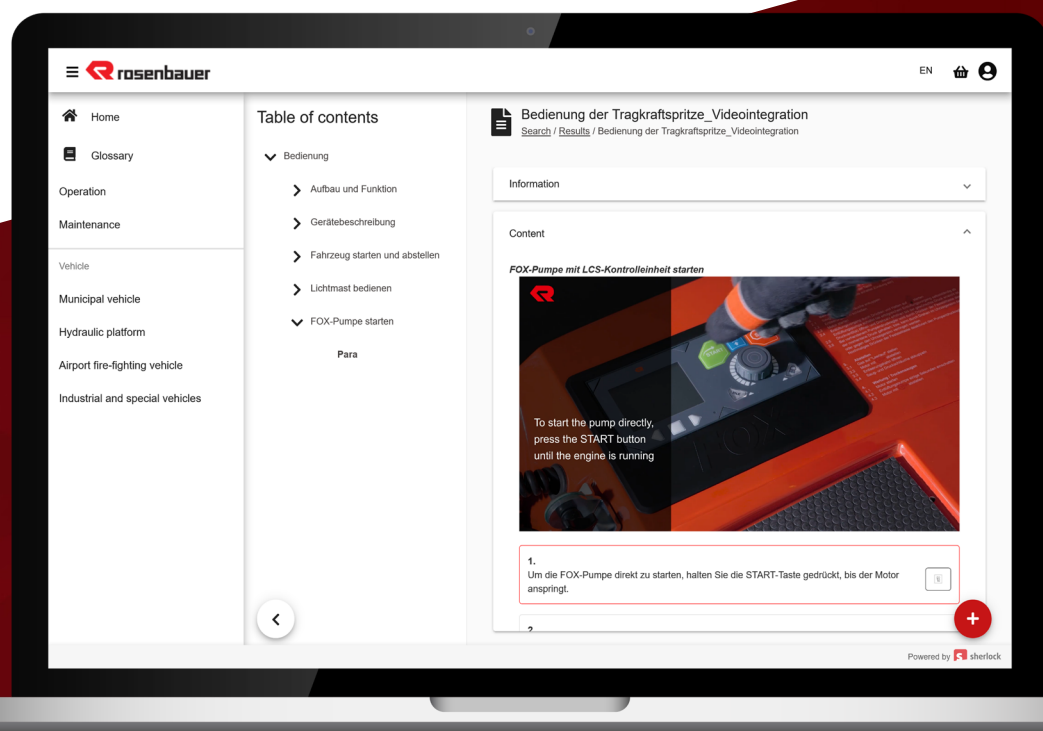 rosenbauer
EN
Home
Glossary
Operation
Maintenance
Vehicle
Municipal vehicle
Hydraulic platform
Airport fire-fighting vehicle
Industrial and special vehicles
Table of contents
Bedienung
Aufbau und Funktion
Gerätebeschreibung
Fahrzeug starten und abstellen
Lichtmast bedienen
FOX-Pumpe starten
Para
Bedienung der Tragkraftspritze_Videointegration
Search / Results / Bedienung der Tragkraftspritze_Videointegration
Information
Content
FOX-Pumpe mit LCS-Kontrolleinheit starten
START
FOX
To start the pump directly,
press the START button
until the engine is running
1.
Um die FOX-Pumpe direkt zu starten, halten Sie die START-Taste gedrückt, bis der Motor
anspringt.
2.
Powered by sherlock